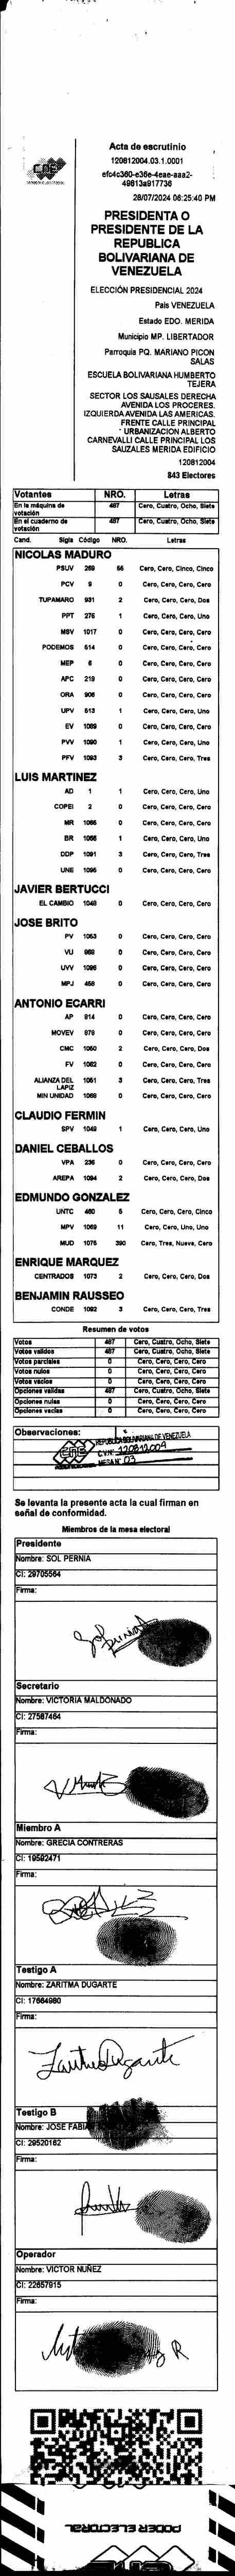 CNE
Acta de escrutinio
120812004.03.1.0001
efc4c360-e36e-4eae-aaa2-
49813a917736
28/07/2024 06:25:40 PM
PRESIDENTA O
PRESIDENTE DE LA
REPUBLICA
BOLIVARIANA DE
VENEZUELA
ELECCIÓN PRESIDENCIAL 2024
País VENEZUELA
Estado EDO. MERIDA
Municipio MP. LIBERTADOR
Parroquia PQ. MARIANO PICON
SALAS
ESCUELA BOLIVARIANA HUMBERTO
TEJERA
SECTOR LOS SAUSALES DERECHA
AVENIDA LOS PROCERES.
IZQUIERDA AVENIDA LAS AMERICAS.
FRENTE CALLE PRINCIPAL
URBANIZACION ALBERTO
CARNEVALLI CALLE PRINCIPAL LOS
SAUZALES MERIDA EDIFICIO
120812004
843 Electores
Votantes NRO. Letras
En la máquina de votación 487 Cero, Cuatro, Ocho, Siete
En el cuaderno de votación 487 Cero, Cuatro, Ocho, Siete
Cand. Sigla Código NRO. Letras
NICOLAS MADURO
PSUV 269 55 Cero, Cero, Cinco, Cinco
PCV 9 0 Cero, Cero, Cero, Cero
TUPAMARO 931 2 Cero, Cero, Cero, Dos
PPT 276 1 Cero, Cero, Cero, Uno
MSV 1017 0 Cero, Cero, Cero, Cero
PODEMOS 514 0 Cero, Cero, Cero, Cero
MEP 6 0 Cero, Cero, Cero, Cero
APC 219 0 Cero, Cero, Cero, Cero
ORA 906 0 Cero, Cero, Cero, Cero
UPV 513 1 Cero, Cero, Cero, Uno
EV 1089 0 Cero, Cero, Cero, Cero
PVV 1090 1 Cero, Cero, Cero, Uno
PFV 1093 3 Cero, Cero, Cero, Tres
LUIS MARTINEZ
AD 1 1 Cero, Cero, Cero, Uno
COPEI 2 0 Cero, Cero, Cero, Cero
MR 1065 0 Cero, Cero, Cero, Cero
BR 1066 1 Cero, Cero, Cero, Uno
DDP 1091 3 Cero, Cero, Cero, Tres
UNE 1095 0 Cero, Cero, Cero, Cero
JAVIER BERTUCCI
EL CAMBIO 1048 0 Cero, Cero, Cero, Cero
JOSE BRITO
PV 1053 0 Cero, Cero, Cero, Cero
VU 968 0 Cero, Cero, Cero, Cero
UVV 1096 0 Cero, Cero, Cero, Cero
MPJ 458 0 Cero, Cero, Cero, Cero
ANTONIO ECARRI
AP 914 0 Cero, Cero, Cero, Cero
MOVEV 979 0 Cero, Cero, Cero, Cero
CMC 1050 2 Cero, Cero, Cero, Dos
FV 1062 0 Cero, Cero, Cero, Cero
ALIANZA DEL LAPIZ 1051 3 Cero, Cero, Cero, Tres
MIN UNIDAD 1068 0 Cero, Cero, Cero, Cero
CLAUDIO FERMIN
SPV 1049 1 Cero, Cero, Cero, Uno
DANIEL CEBALLOS
VPA 236 0 Cero, Cero, Cero, Cero
AREPA 1094 2 Cero, Cero, Cero, Dos
EDMUNDO GONZALEZ
UNTC 460 5 Cero, Cero, Cero, Cinco
MPV 1069 11 Cero, Cero, Uno, Uno
MUD 1075 390 Cero, Tres, Nueve, Cero
ENRIQUE MARQUEZ
CENTRADOS 1073 2 Cero, Cero, Cero, Dos
BENJAMIN RAUSSEO
CONDE 1092 3 Cero, Cero, Cero, Tres
Resumen de votos
Votos 487 Cero, Cuatro, Ocho, Siete
Votos validos 487 Cero, Cuatro, Ocho, Siete
Votos parciales 0 Cero, Cero, Cero, Cero
Votos nulos 0 Cero, Cero, Cero, Cero
Votos vacios 0 Cero, Cero, Cero, Cero
Opciones validas 487 Cero, Cuatro, Ocho, Siete
Opciones nulas 0 Cero, Cero, Cero, Cero
Opciones vacias 0 Cero, Cero, Cero, Cero
Observaciones:
REPÚBLICA BOLIVARIANA DE VENEZUELA
CNE
C.V.Nº: 120812004
MESA Nº: 03
Se levanta la presente acta la cual firman en
señal de conformidad.
Miembros de la mesa electoral
Presidente
Nombre: SOL PERNIA
CI: 29705564
Firma:
Secretario
Nombre: VICTORIA MALDONADO
CI: 27587464
Firma:
Miembro A
Nombre: GRECIA CONTRERAS
CI: 19592471
Firma:
Testigo A
Nombre: ZARITMA DUGARTE
CI: 17664980
Firma:
Testigo B
Nombre: JOSE
CI: 29520162
Firma:
Operador
Nombre: VICTOR NUÑEZ
CI: 22657915
Firma:
PODER ELECTORAL
CNE